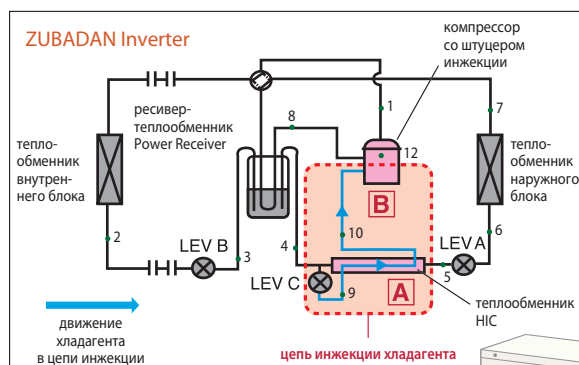 ZUBADAN Inverter
компрессор
со штуцером
инжекции
ресивер-
теплообменник
Power Receiver
1
7
8
12
тепло-
обменник
внутрен-
него блока
тепло-
обменник
наружного
блока
B
2
10
6
LEV B
3
4
LEV A
5
LEV C
9
A
теплообменник
HIC
движение
хладагента
в цепи инжекции
цепь инжекции хладагента